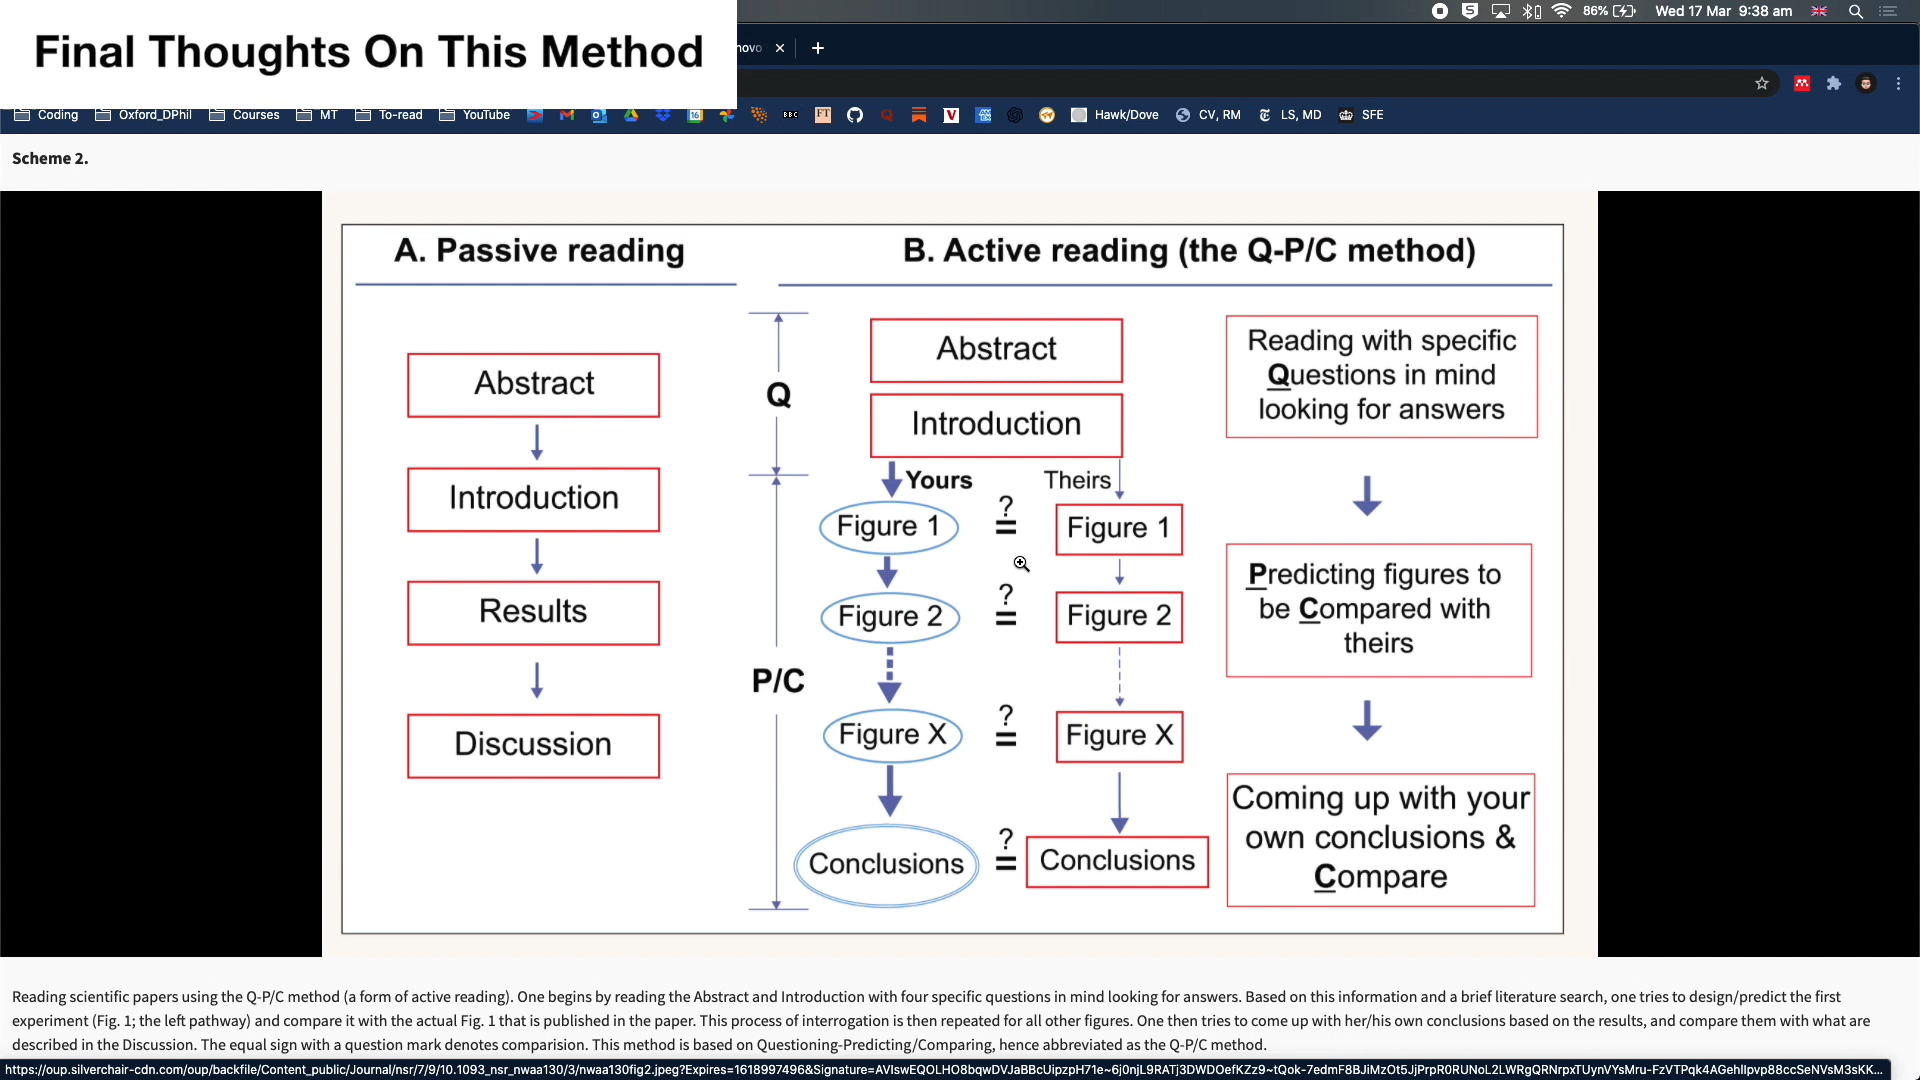 Final Thoughts On This Method
86%
Wed 17 Mar 9:38 am
novo
Coding
Oxford_DPhil
Courses
MT
To-read
YouTube
16
BBC
FT
Hawk/Dove
CV, RM
LS, MD
SFE
Scheme 2.
A. Passive reading
Abstract
Introduction
Results
Discussion
B. Active reading (the Q-P/C method)
Q
P/C
Abstract
Introduction
Yours
Theirs
Figure 1
?
=
Figure 1
Figure 2
?
=
Figure 2
Figure X
?
=
Figure X
Conclusions
?
=
Conclusions
Reading with specific
Questions in mind
looking for answers
Predicting figures to
be Compared with
theirs
Coming up with your
own conclusions &
Compare
Reading scientific papers using the Q-P/C method (a form of active reading). One begins by reading the Abstract and Introduction with four specific questions in mind looking for answers. Based on this information and a brief literature search, one tries to design/predict the first
experiment (Fig. 1; the left pathway) and compare it with the actual Fig. 1 that is published in the paper. This process of interrogation is then repeated for all other figures. One then tries to come up with her/his own conclusions based on the results, and compare them with what are
described in the Discussion. The equal sign with a question mark denotes comparision. This method is based on Questioning-Predicting/Comparing, hence abbreviated as the Q-P/C method.